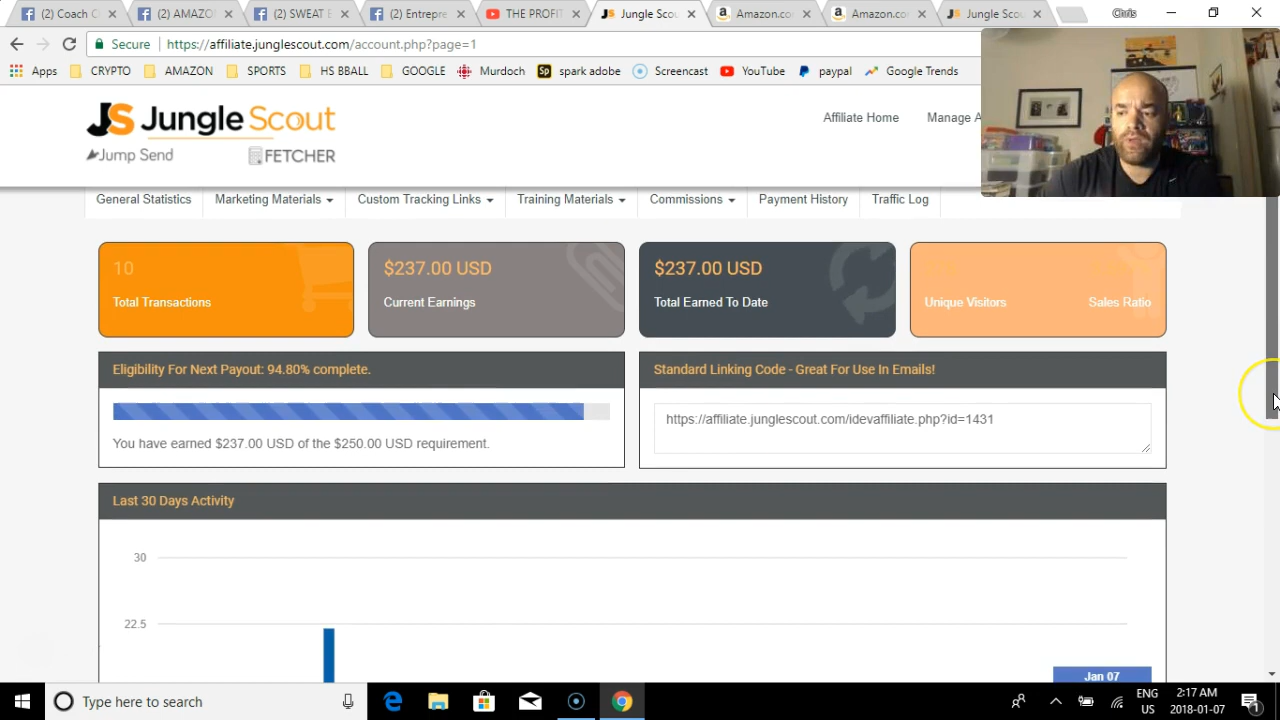 (2) Coach C
(2) AMAZO
(2) SWEAT E
(2) Entrepre
THE PROFIT
Jungle Scou
Amazon.com
Amazon.com
Jungle Scou
Chris
Secure
https://affiliate.junglescout.com/account.php?page=1
Apps
CRYPTO
AMAZON
SPORTS
HS BBALL
GOOGLE
Murdoch
spark adobe
Screencast
YouTube
paypal
Google Trends
JS Jungle Scout
Jump Send
FETCHER
Affiliate Home
Manage A
General Statistics
Marketing Materials
Custom Tracking Links
Training Materials
Commissions
Payment History
Traffic Log
10
Total Transactions
$237.00 USD
Current Earnings
$237.00 USD
Total Earned To Date
Unique Visitors
Sales Ratio
Eligibility For Next Payout: 94.80% complete.
You have earned $237.00 USD of the $250.00 USD requirement.
Standard Linking Code - Great For Use In Emails!
https://affiliate.junglescout.com/idevaffiliate.php?id=1431
Last 30 Days Activity
30
22.5
Jan 07
Type here to search
ENG
US
2:17 AM
2018-01-07
1